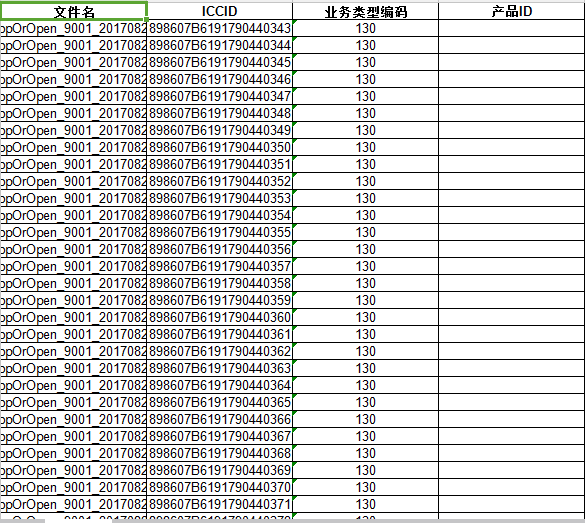 文件名 ICCID 业务类型编码 产品ID
opOrOpen_9001_2017082 898607B6191790440343 130
opOrOpen_9001_2017082 898607B6191790440344 130
opOrOpen_9001_2017082 898607B6191790440345 130
opOrOpen_9001_2017082 898607B6191790440346 130
opOrOpen_9001_2017082 898607B6191790440347 130
opOrOpen_9001_2017082 898607B6191790440348 130
opOrOpen_9001_2017082 898607B6191790440349 130
opOrOpen_9001_2017082 898607B6191790440350 130
opOrOpen_9001_2017082 898607B6191790440351 130
opOrOpen_9001_2017082 898607B6191790440352 130
opOrOpen_9001_2017082 898607B6191790440353 130
opOrOpen_9001_2017082 898607B6191790440354 130
opOrOpen_9001_2017082 898607B6191790440355 130
opOrOpen_9001_2017082 898607B6191790440356 130
opOrOpen_9001_2017082 898607B6191790440357 130
opOrOpen_9001_2017082 898607B6191790440358 130
opOrOpen_9001_2017082 898607B6191790440359 130
opOrOpen_9001_2017082 898607B6191790440360 130
opOrOpen_9001_2017082 898607B6191790440361 130
opOrOpen_9001_2017082 898607B6191790440362 130
opOrOpen_9001_2017082 898607B6191790440363 130
opOrOpen_9001_2017082 898607B6191790440364 130
opOrOpen_9001_2017082 898607B6191790440365 130
opOrOpen_9001_2017082 898607B6191790440366 130
opOrOpen_9001_2017082 898607B6191790440367 130
opOrOpen_9001_2017082 898607B6191790440368 130
opOrOpen_9001_2017082 898607B6191790440369 130
opOrOpen_9001_2017082 898607B6191790440370 130
opOrOpen_9001_2017082 898607B6191790440371 130